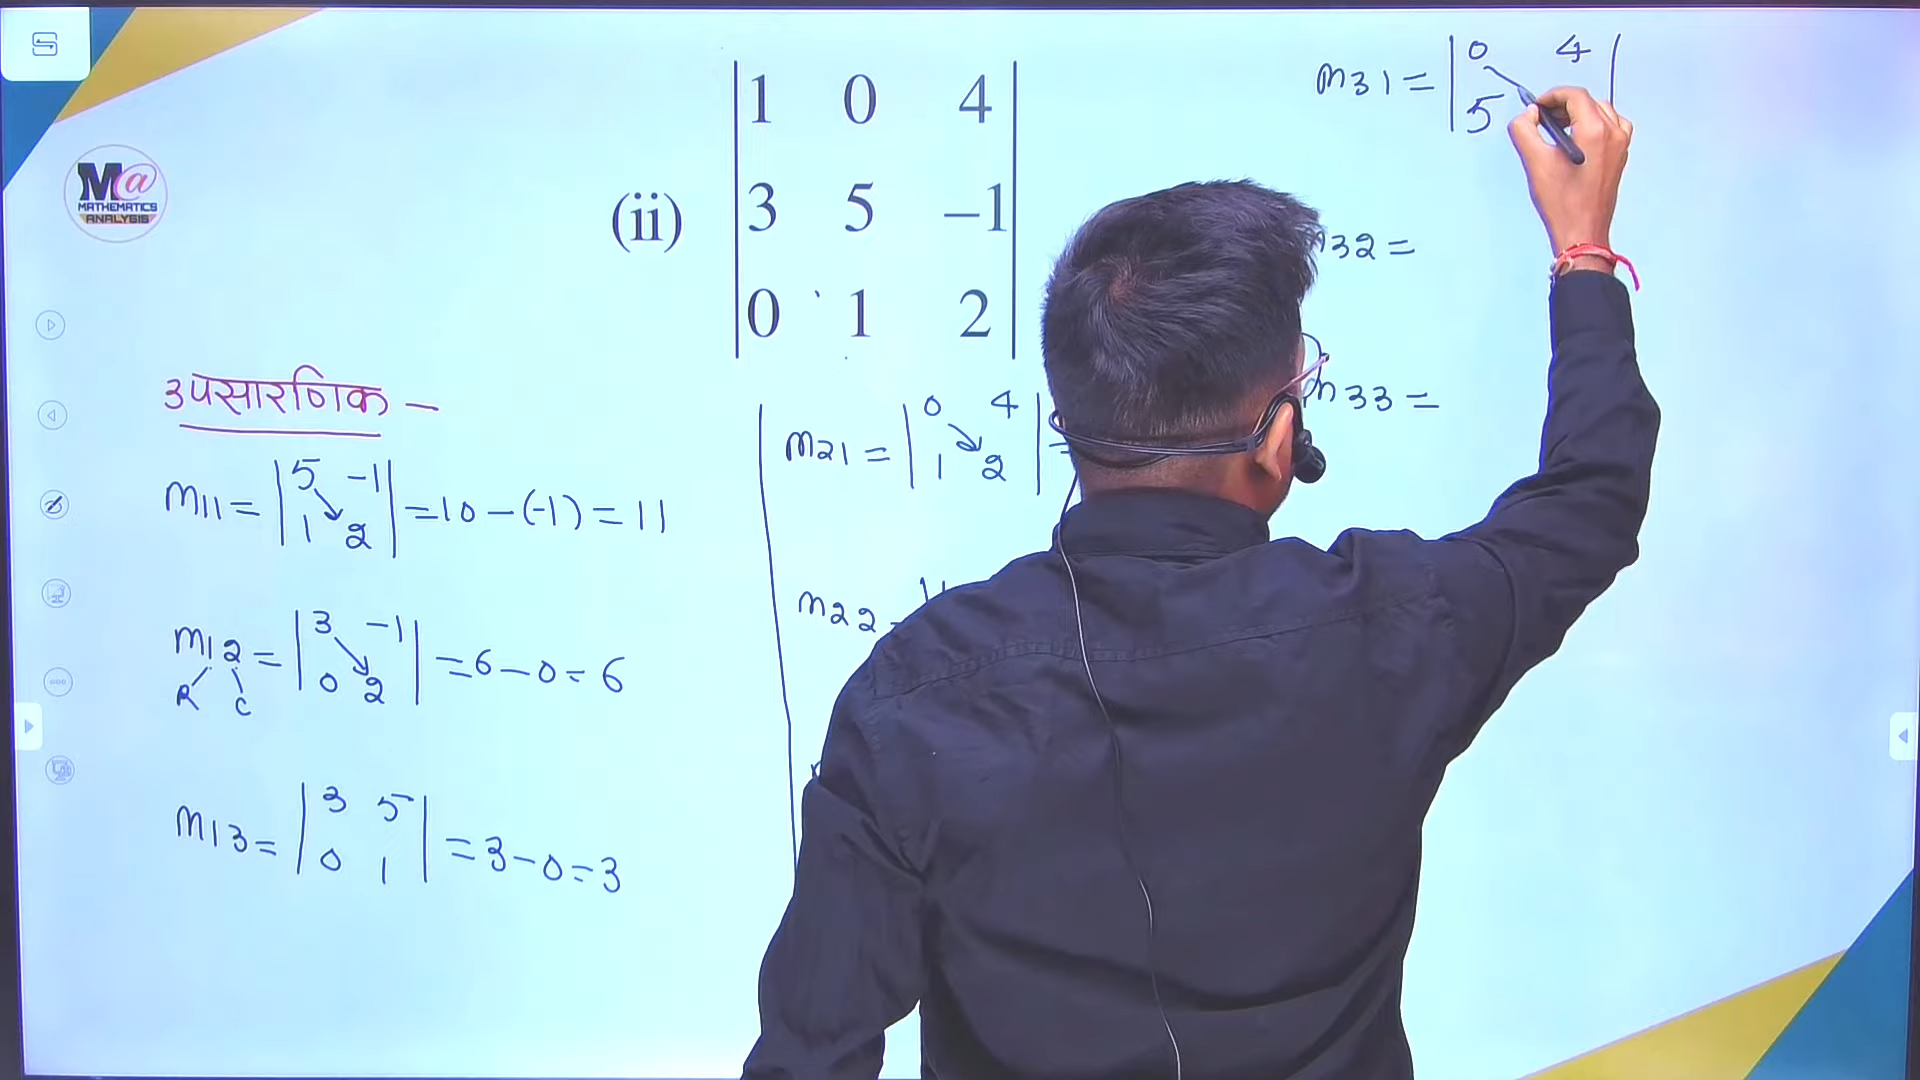 M@
MATHEMATICS
ANALYSIS
(ii)
1 0 4
3 5 –1
0 1 2
उपसारणिक –
M11 = | 5 -1 |
| 1 2 | = 10 - (-1) = 11
M12 = | 3 -1 |
| 0 2 | = 6 - 0 = 6
R C
M13 = | 3 5 |
| 0 1 | = 3 - 0 = 3
M21 = | 0 4 |
| 1 2 | =
M22
M31 = | 0 4 |
| 5
32 =
M33 =